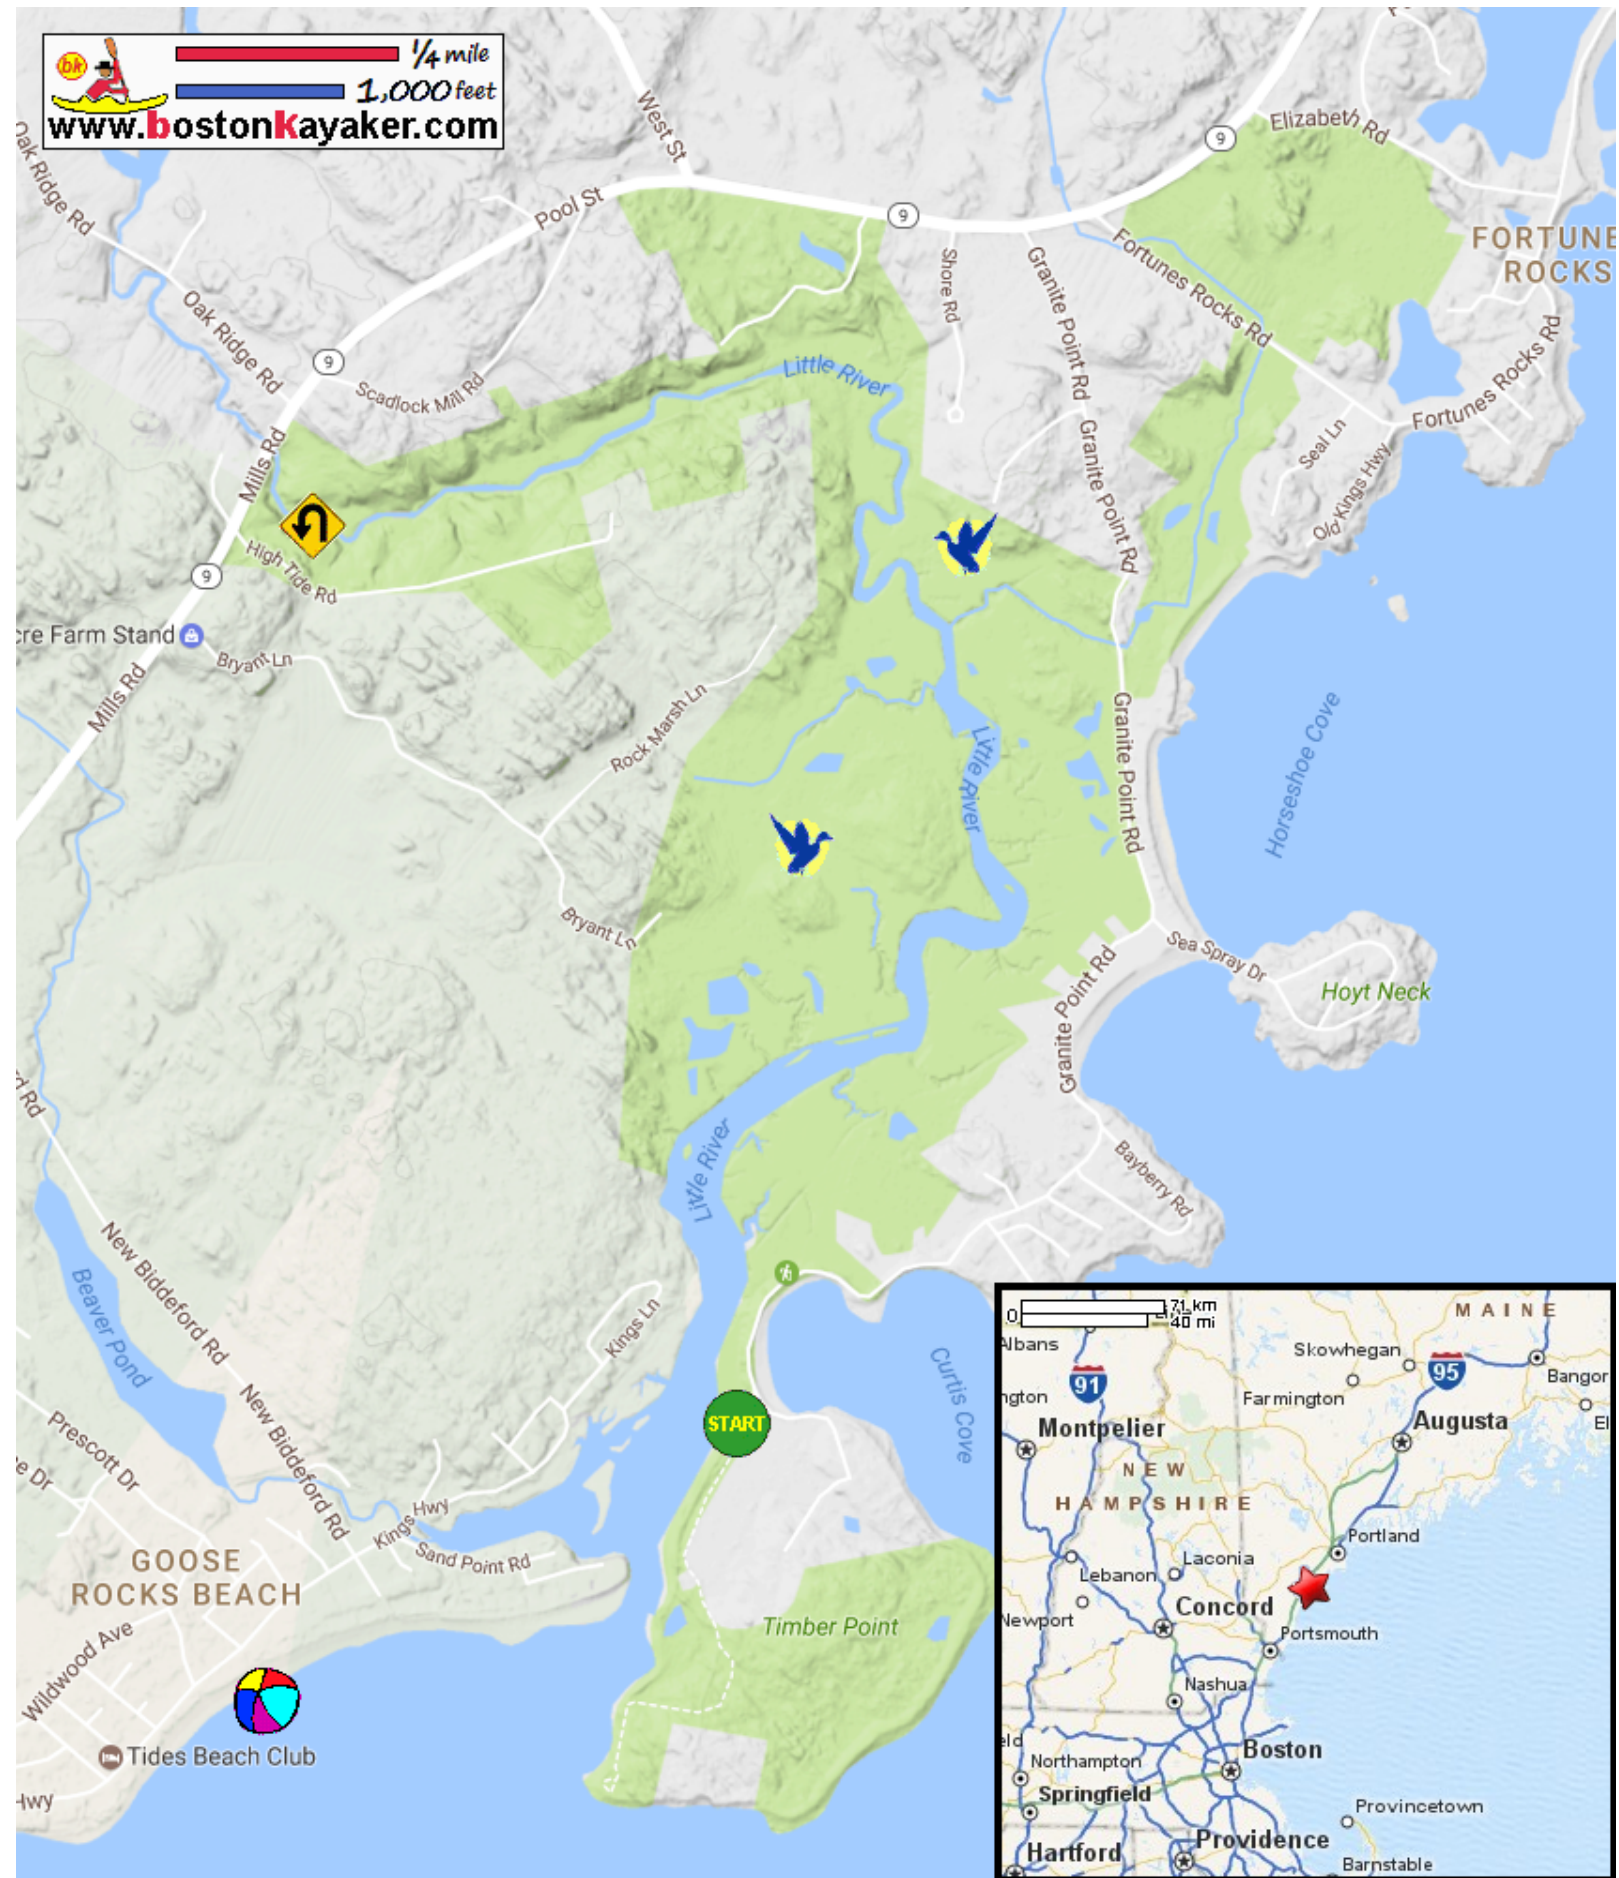 bk
1/4 mile
1,000 feet
www.bostonkayaker.com
West St
Elizabeth Rd
9
Oak Ridge Rd
Pool St
9
FORTUNE
ROCKS
Fortunes Rocks Rd
Shore Rd
Granite Point Rd
Oak Ridge Rd
9
Scadlock Mill Rd
Little River
Fortunes Rocks Rd
Granite Point Rd
Seal Ln
Old Kings Hwy
Mills Rd
High Tide Rd
9
cre Farm Stand
Bryant Ln
Mills Rd
Rock Marsh Ln
Little River
Granite Point Rd
Horseshoe Cove
Bryant Ln
Sea Spray Dr
Granite Point Rd
Hoyt Neck
rd Rd
Little River
Bayberry Rd
New Biddeford Rd
Beaver Pond
Kings Ln
Curtis Cove
START
New Biddeford Rd
Prescott Dr
e Dr
Kings Hwy
Sand Point Rd
GOOSE
ROCKS BEACH
Timber Point
Wildwood Ave
Tides Beach Club
Hwy
0
71 km
40 mi
MAINE
Albans
Skowhegan
95
91
Bangor
ngton
Farmington
El
Montpelier
Augusta
NEW
HAMPSHIRE
Portland
Laconia
Lebanon
Newport
Concord
Portsmouth
Nashua
Boston
eld
Northampton
Springfield
Provincetown
Providence
Hartford
Barnstable